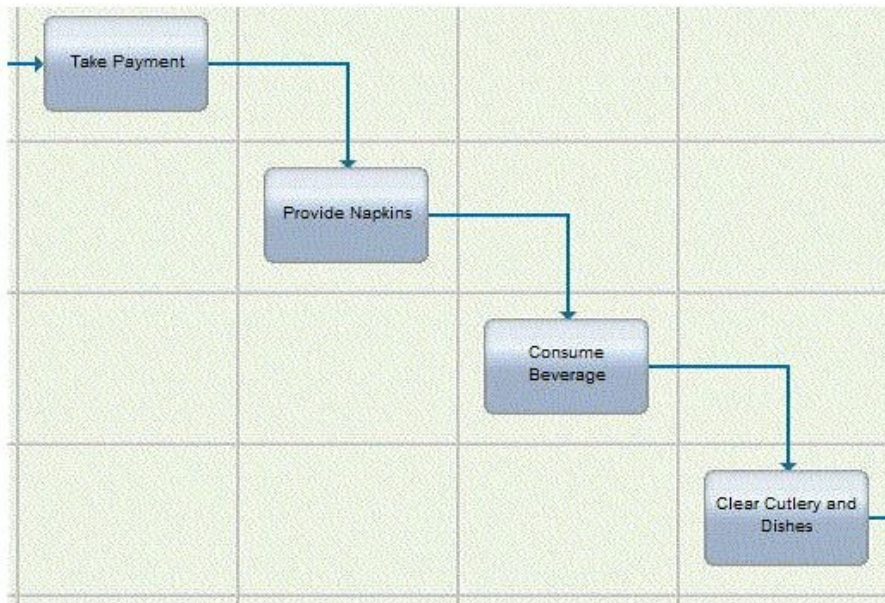 Take Payment
Provide Napkins
Consume
Beverage
Clear Cutlery and
Dishes